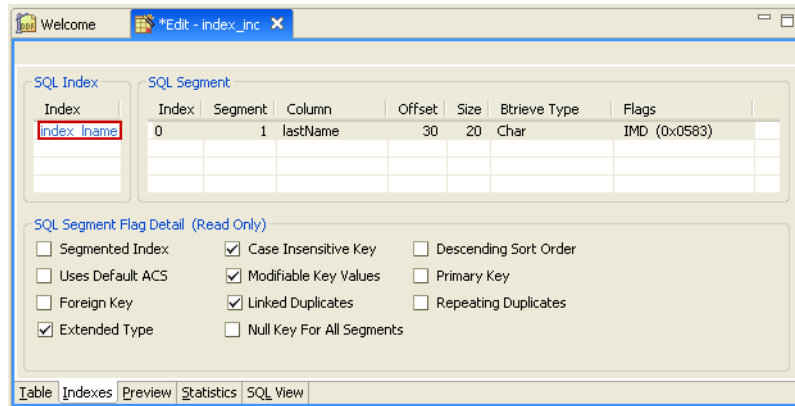 Welcome
*Edit - index_inc
SQL Index
SQL Segment
Index
Index Segment Column Offset Size Btrieve Type Flags
index_lname
0 1 lastName 30 20 Char IMD (0x0583)
SQL Segment Flag Detail (Read Only)
Segmented Index Case Insensitive Key Descending Sort Order
Uses Default ACS Modifiable Key Values Primary Key
Foreign Key Linked Duplicates Repeating Duplicates
Extended Type Null Key For All Segments
Table Indexes Preview Statistics SQL View